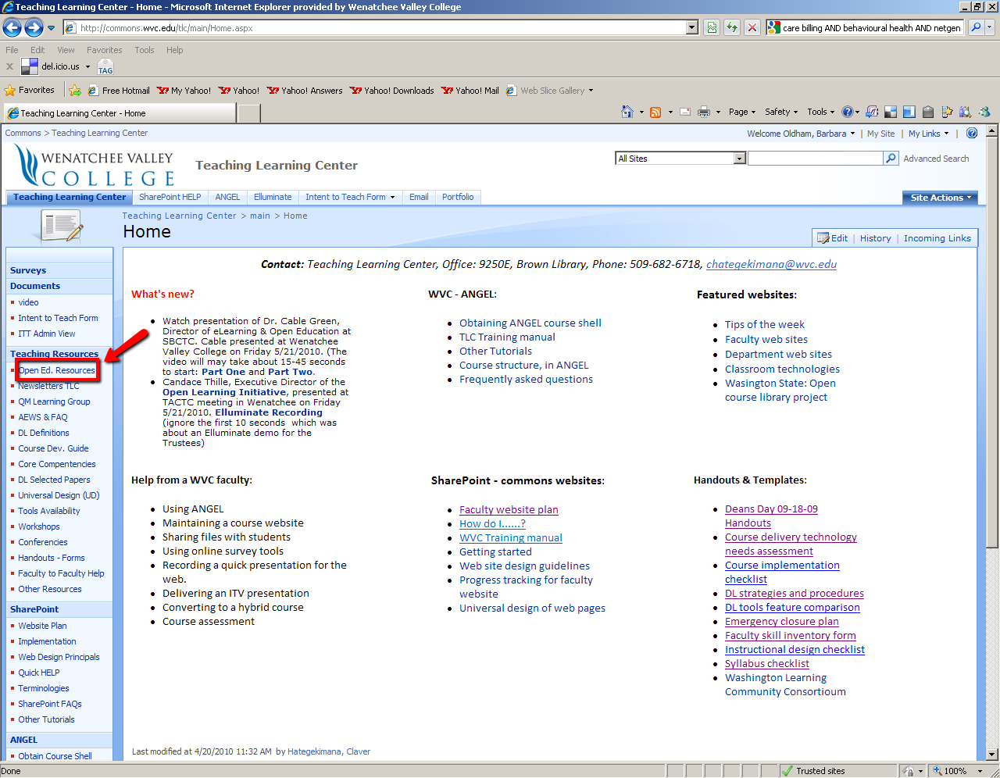 Teaching Learning Center - Home - Microsoft Internet Explorer provided by Wenatchee Valley College
http://commons.wvc.edu/tlc/main/Home.aspx
care billing AND behavioural health AND netgen
File Edit View Favorites Tools Help
del.icio.us
TAG
Favorites
Free Hotmail
My Yahoo!
Yahoo!
Yahoo! Answers
Yahoo! Downloads
Yahoo! Mail
Web Slice Gallery
Teaching Learning Center - Home
Page Safety Tools
Commons > Teaching Learning Center
Welcome Oldham, Barbara | My Site | My Links |
WENATCHEE VALLEY
COLLEGE
Teaching Learning Center
All Sites
Advanced Search
Teaching Learning Center
SharePoint HELP
ANGEL
Elluminate
Intent to Teach Form
Email
Portfolio
Site Actions
Teaching Learning Center > main > Home
Home
Edit | History | Incoming Links
Surveys
Documents
video
Intent to Teach Form
ITT Admin View
Teaching Resources
Open Ed. Resources
Newsletters TLC
QM Learning Group
AEWS & FAQ
DL Definitions
Course Dev. Guide
Core Compentencies
DL Selected Papers
Universal Design (UD)
Tools Availability
Workshops
Conferencies
Handouts - Forms
Faculty to Faculty Help
Other Resources
SharePoint
Website Plan
Implementation
Web Design Principals
Quick HELP
Terminologies
SharePoint FAQs
Other Tutorials
ANGEL
Obtain Course Shell
Contact: Teaching Learning Center, Office: 9250E, Brown Library, Phone: 509-682-6718, chategekimana@wvc.edu
What's new?
Watch presentation of Dr. Cable Green,
Director of eLearning & Open Education at
SBCTC. Cable presented at Wenatchee
Valley College on Friday 5/21/2010. (The
video will may take about 15-45 seconds
to start: Part One and Part Two.
Candace Thille, Executive Director of the
Open Learning Initiative, presented at
TACTC meeting in Wenatchee on Friday
5/21/2010. Elluminate Recording
(ignore the first 10 seconds which was
about an Elluminate demo for the
Trustees)
WVC - ANGEL:
Obtaining ANGEL course shell
TLC Training manual
Other Tutorials
Course structure, in ANGEL
Frequently asked questions
Featured websites:
Tips of the week
Faculty web sites
Department web sites
Classroom technologies
Wasington State: Open
course library project
Help from a WVC faculty:
Using ANGEL
Maintaining a course website
Sharing files with students
Using online survey tools
Recording a quick presentation for the
web.
Delivering an ITV presentation
Converting to a hybrid course
Course assessment
SharePoint - commons websites:
Faculty website plan
How do I......?
WVC Training manual
Getting started
Web site design guidelines
Progress tracking for faculty
website
Universal design of web pages
Handouts & Templates:
Deans Day 09-18-09
Handouts
Course delivery technology
needs assessment
Course implementation
checklist
DL strategies and procedures
DL tools feature comparison
Emergency closure plan
Faculty skill inventory form
Instructional design checklist
Syllabus checklist
Washington Learning
Community Consortioum
Last modified at 4/20/2010 11:32 AM by Hategekimana, Claver
Done
Trusted sites
100%